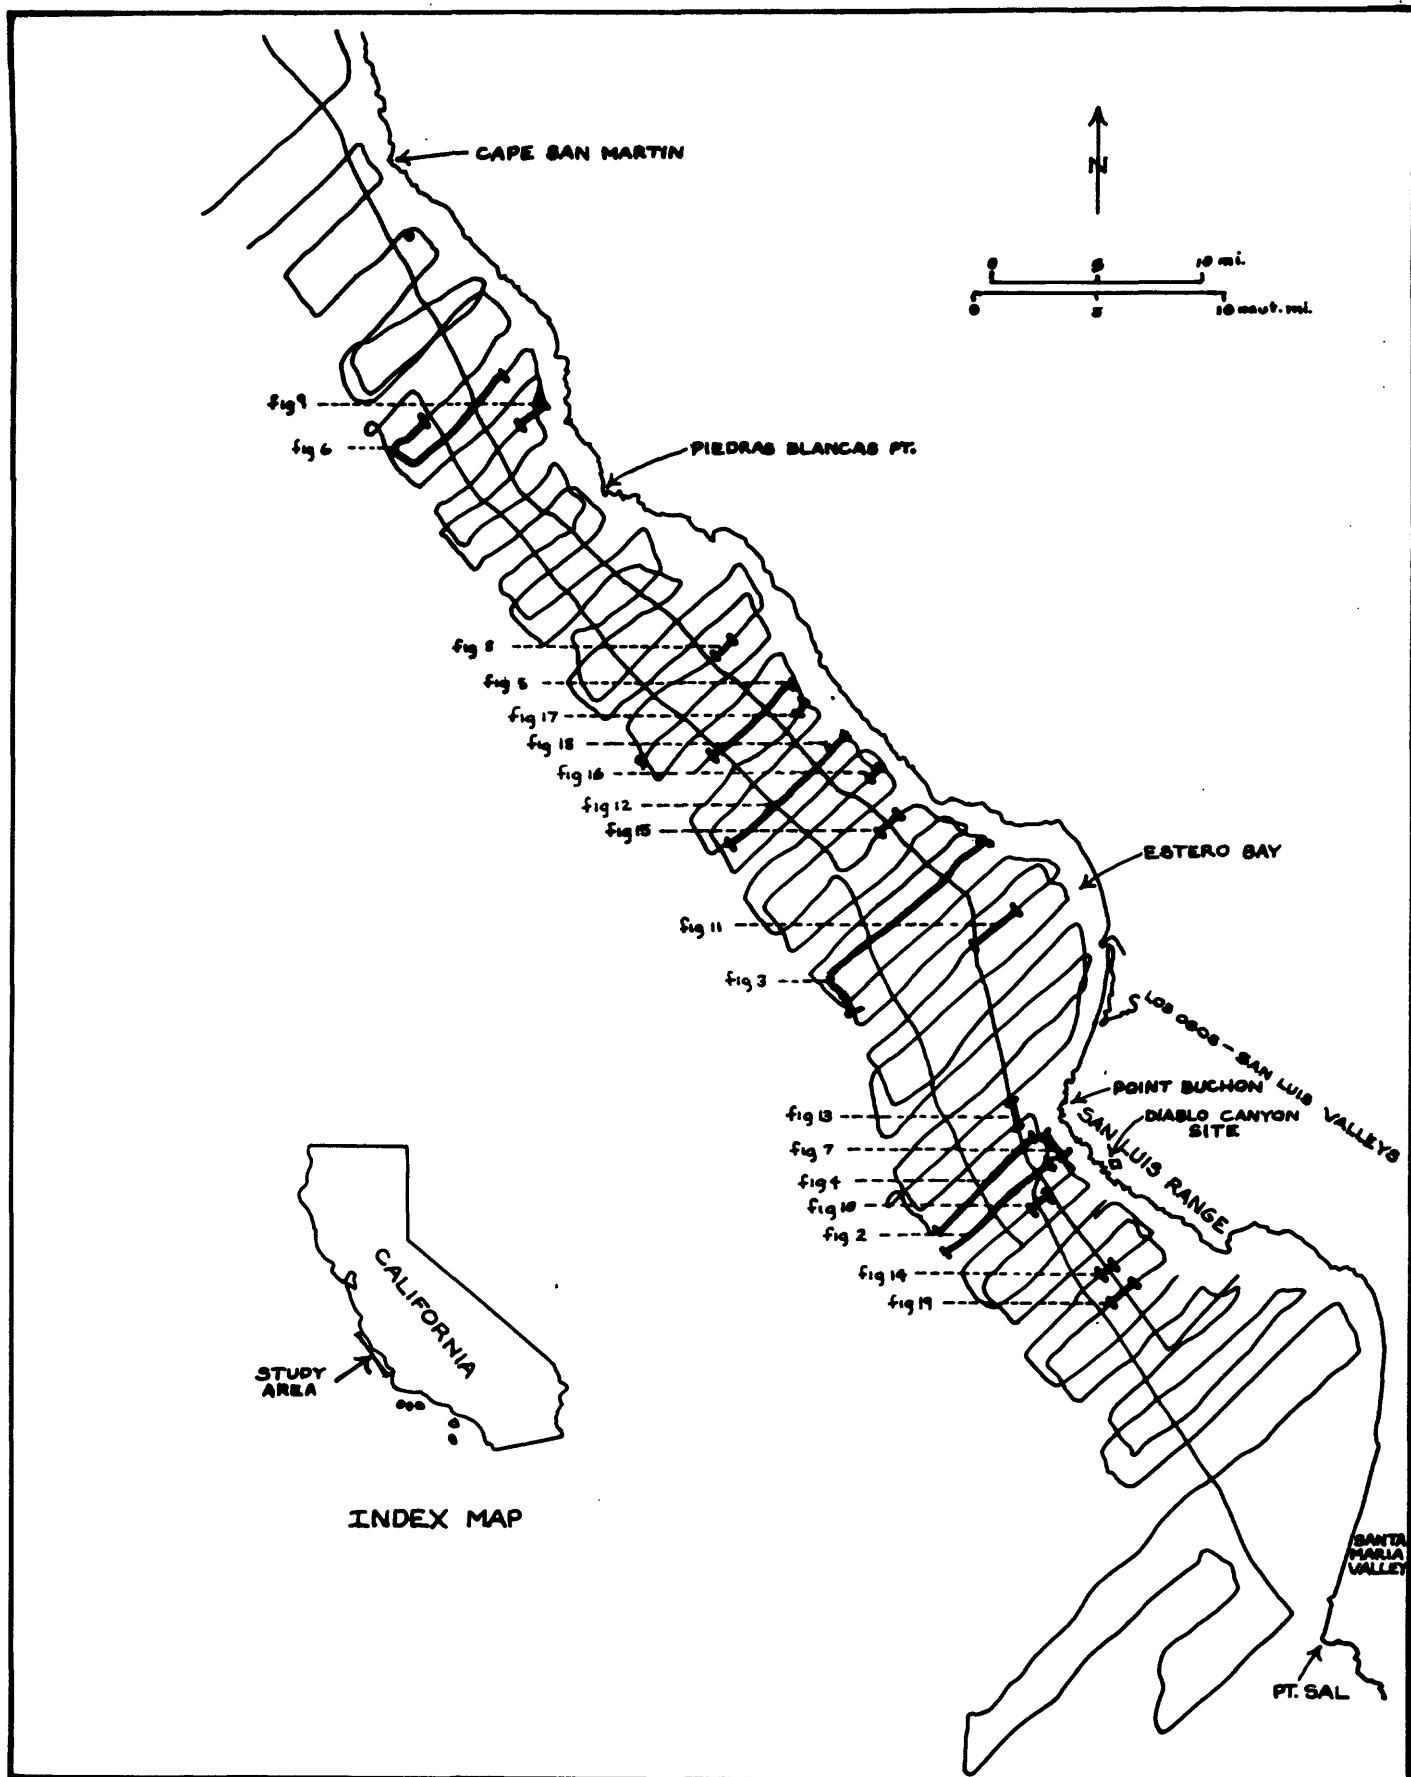 CAPE SAN MARTIN
N
0 5 10 mi.
0 5 10 naut. mi.
fig 9
fig 6
PIEDRAS BLANCAS PT.
fig 8
fig 5
fig 17
fig 18
fig 16
fig 12
fig 15
ESTERO BAY
fig 11
fig 3
LOS OSOS - SAN LUIS VALLEYS
POINT BUCHON
fig 13
DIABLO CANYON
SITE
SAN LUIS RANGE
fig 7
fig 4
fig 10
fig 2
fig 14
fig 19
CALIFORNIA
STUDY
AREA
INDEX MAP
SANTA
MARIA
VALLEY
PT. SAL